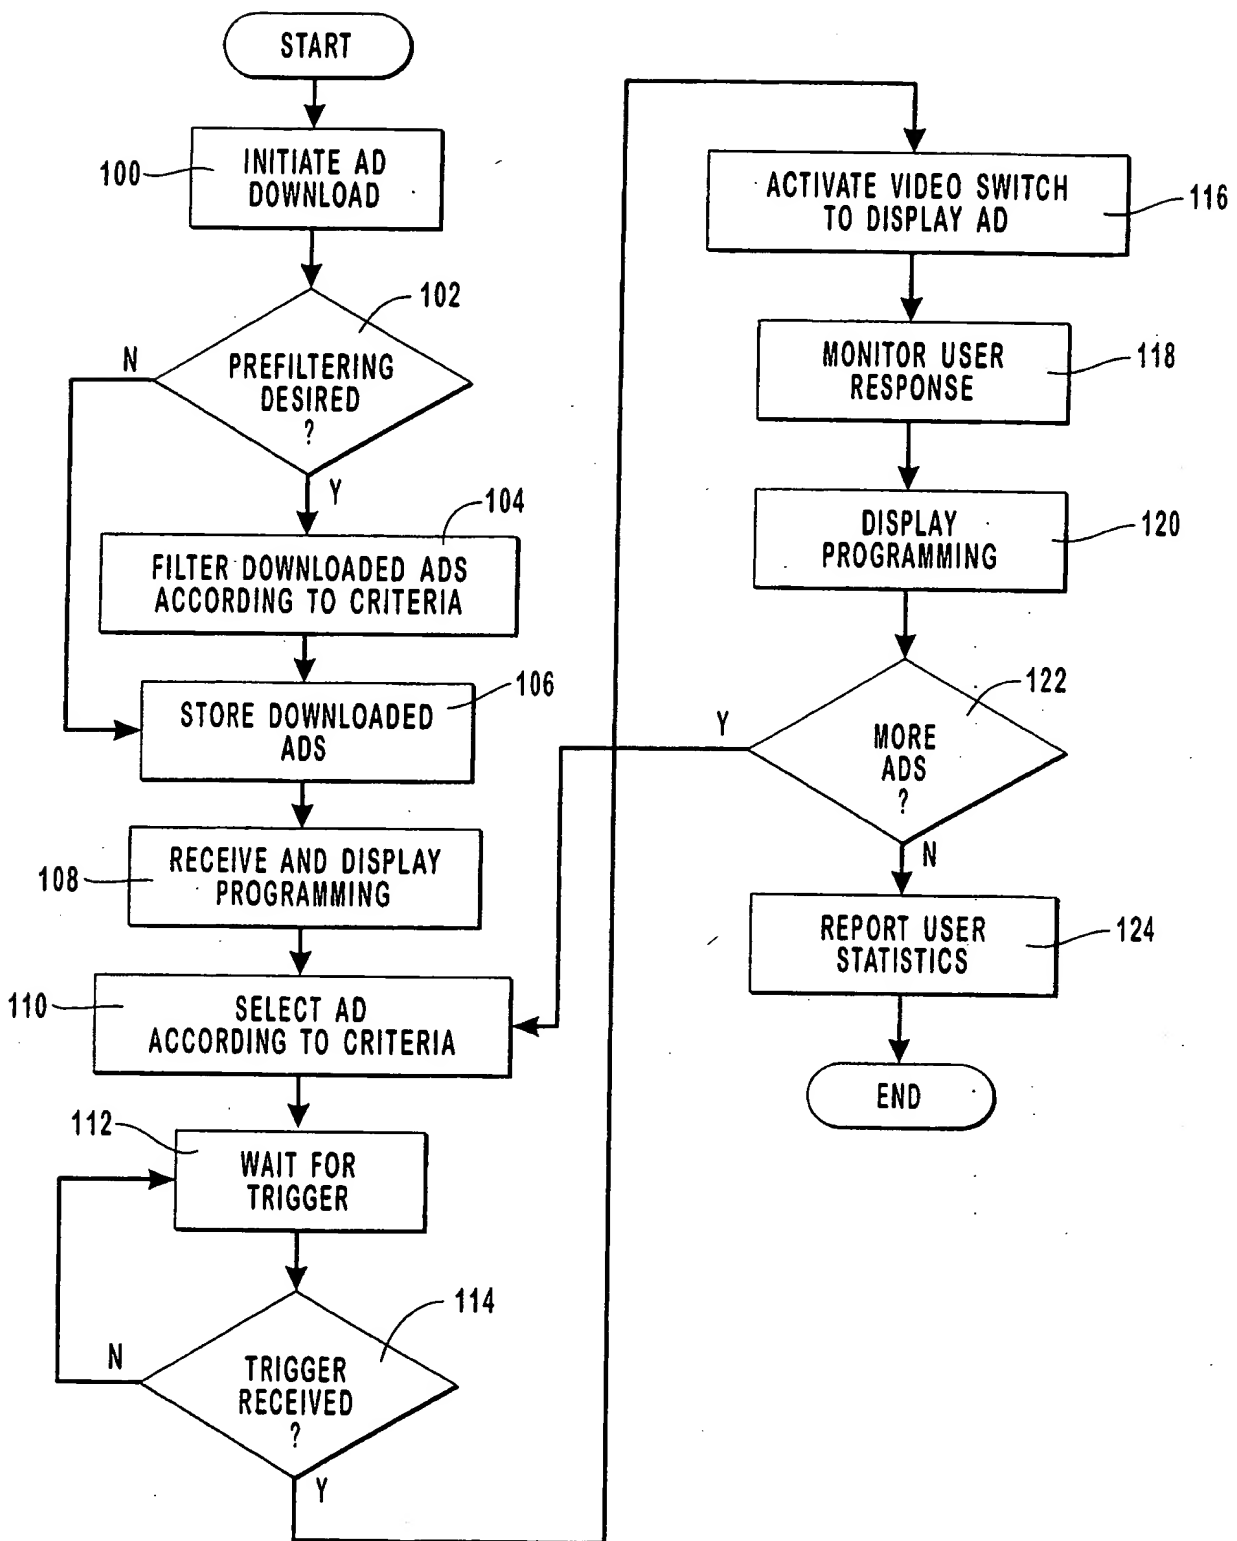 START
100
INITIATE AD
DOWNLOAD
102
N
PREFILTERING
DESIRED
?
Y
104
FILTER DOWNLOADED ADS
ACCORDING TO CRITERIA
106
STORE DOWNLOADED
ADS
108
RECEIVE AND DISPLAY
PROGRAMMING
110
SELECT AD
ACCORDING TO CRITERIA
112
WAIT FOR
TRIGGER
114
N
TRIGGER
RECEIVED
?
Y
ACTIVATE VIDEO SWITCH
TO DISPLAY AD
116
MONITOR USER
RESPONSE
118
DISPLAY
PROGRAMMING
120
122
Y
MORE
ADS
?
N
REPORT USER
STATISTICS
124
END